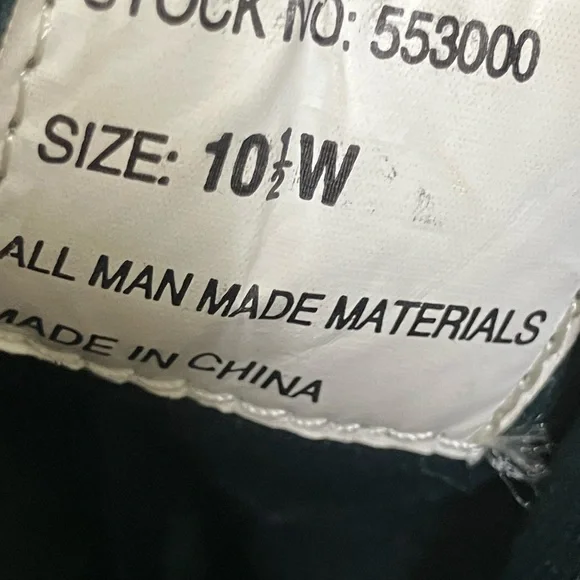 STOCK NO: 553000
SIZE: 10½W
ALL MAN MADE MATERIALS
MADE IN CHINA